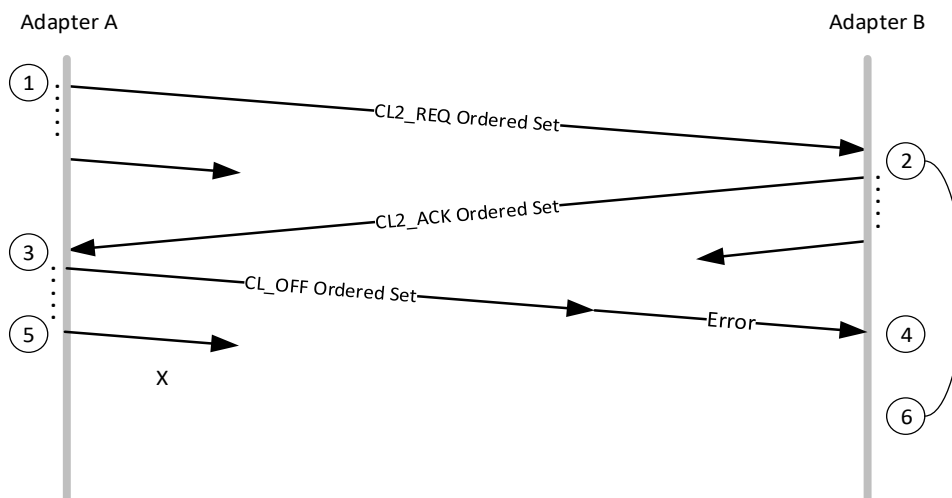 Adapter A
Adapter B
1
CL2_REQ Ordered Set
2
CL2_ACK Ordered Set
3
CL_OFF Ordered Set
Error
4
5
X
6